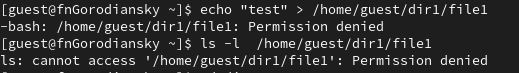 [guest@fnGorodiansky ~]$ echo "test" > /home/guest/dir1/file1
-bash: /home/guest/dir1/file1: Permission denied
[guest@fnGorodiansky ~]$ ls -l  /home/guest/dir1/file1
ls: cannot access '/home/guest/dir1/file1': Permission denied